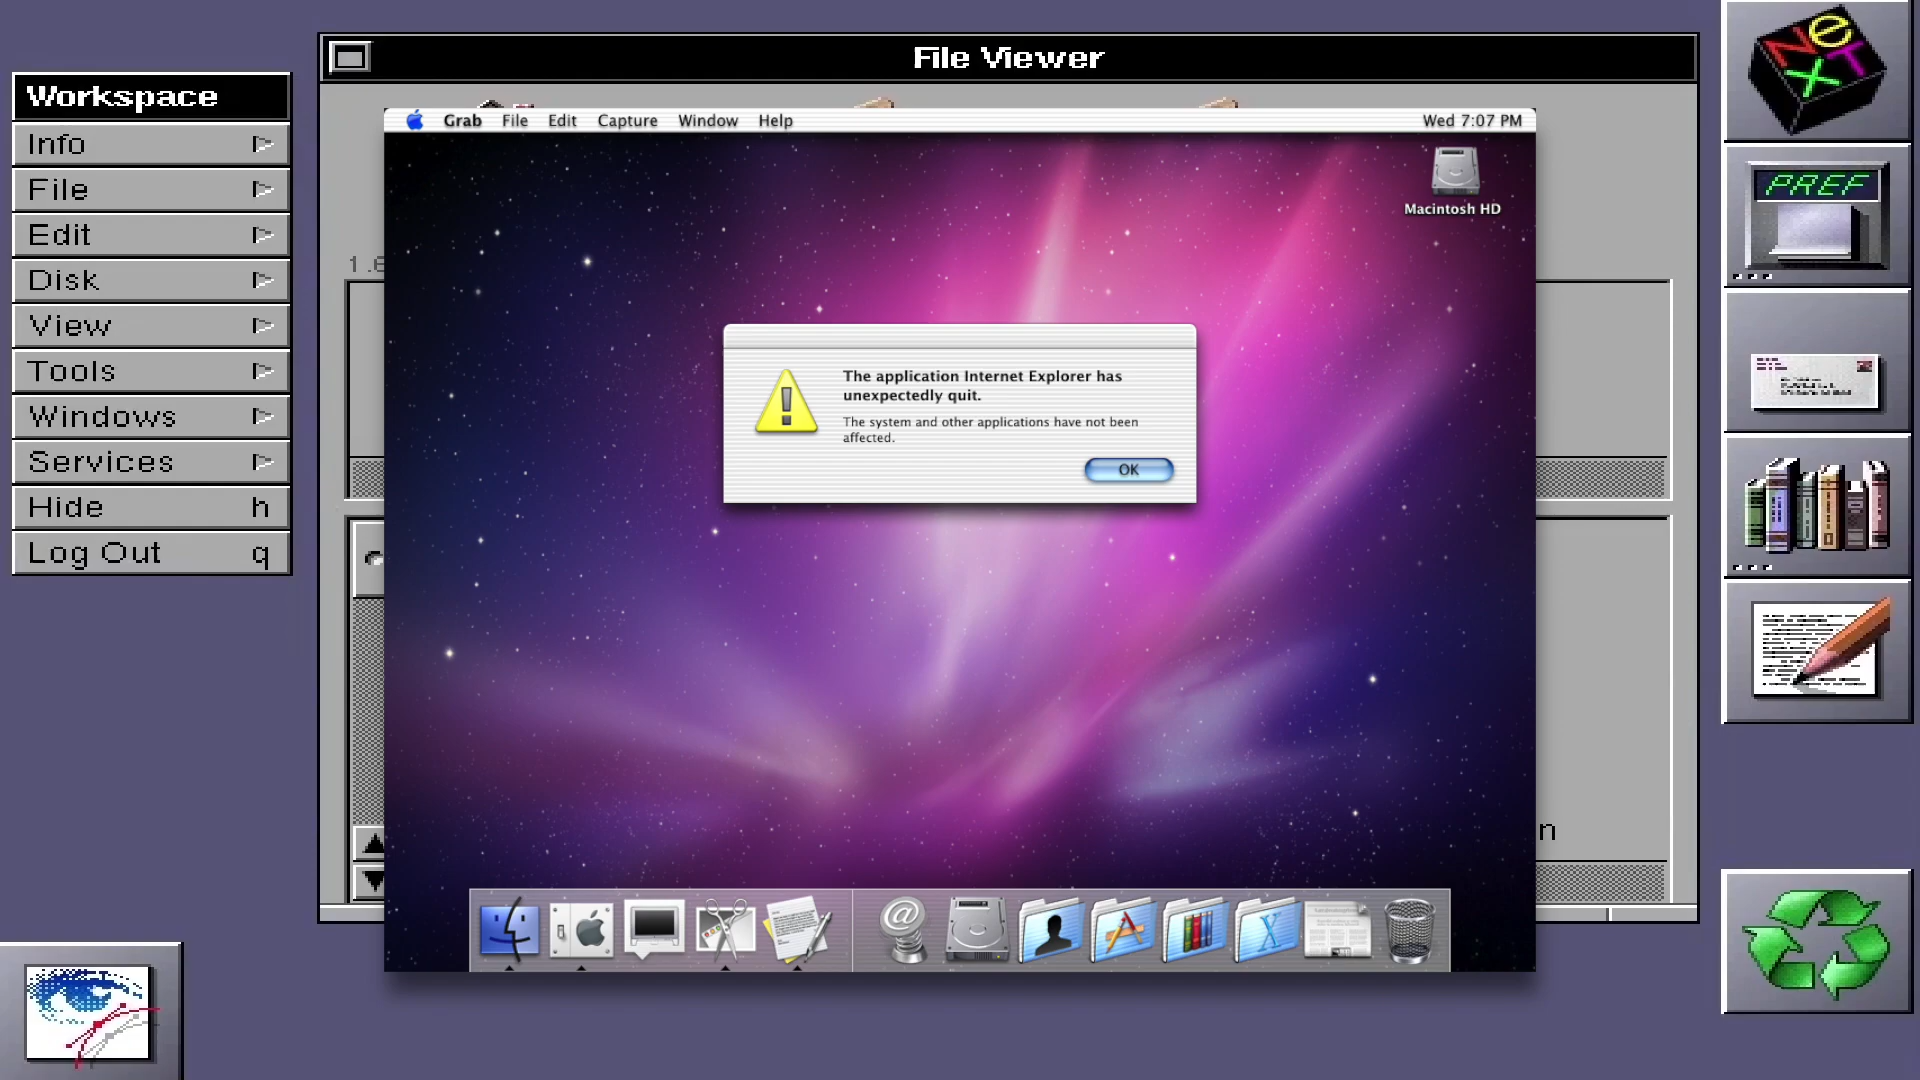 File Viewer
Workspace
Info
File
Edit
Disk
View
Tools
Windows
Services
Hide h
Log Out q
Grab File Edit Capture Window Help Wed 7:07 PM
Macintosh HD
The application Internet Explorer has
unexpectedly quit.
The system and other applications have not been
affected.
OK
NeXT
PREF